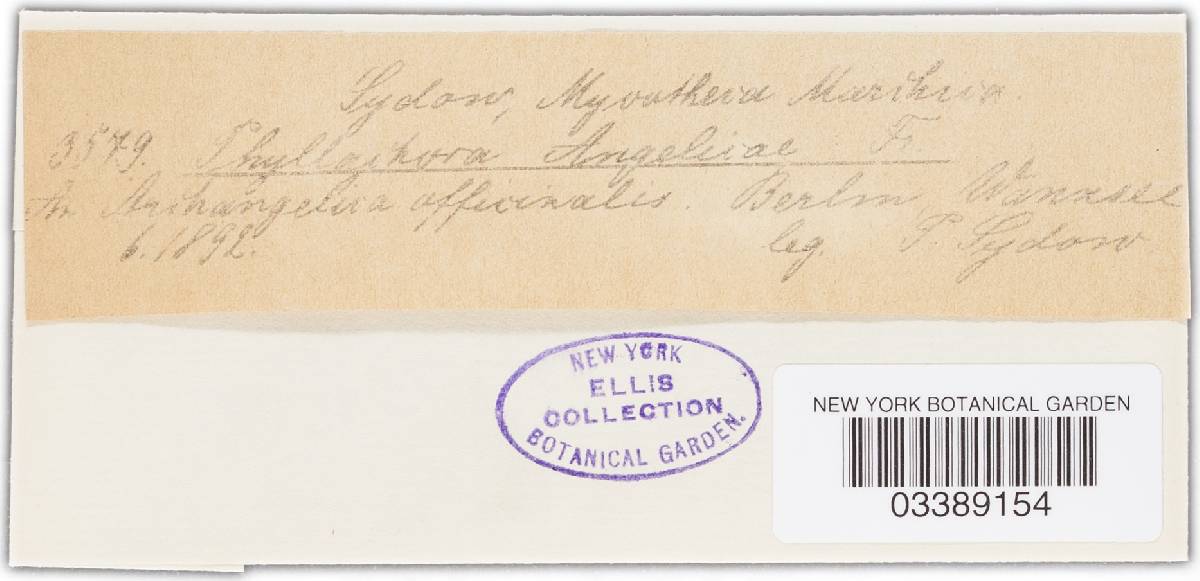 Sydow, Mycotheca Marchica.
3579. Phyllachora Angelicae Fr.
An Archangelica officinalis. Berlin Wannsee
6. 1892. leg. P. Sydow
NEW YORK
ELLIS
COLLECTION
BOTANICAL GARDEN.
NEW YORK BOTANICAL GARDEN
03389154